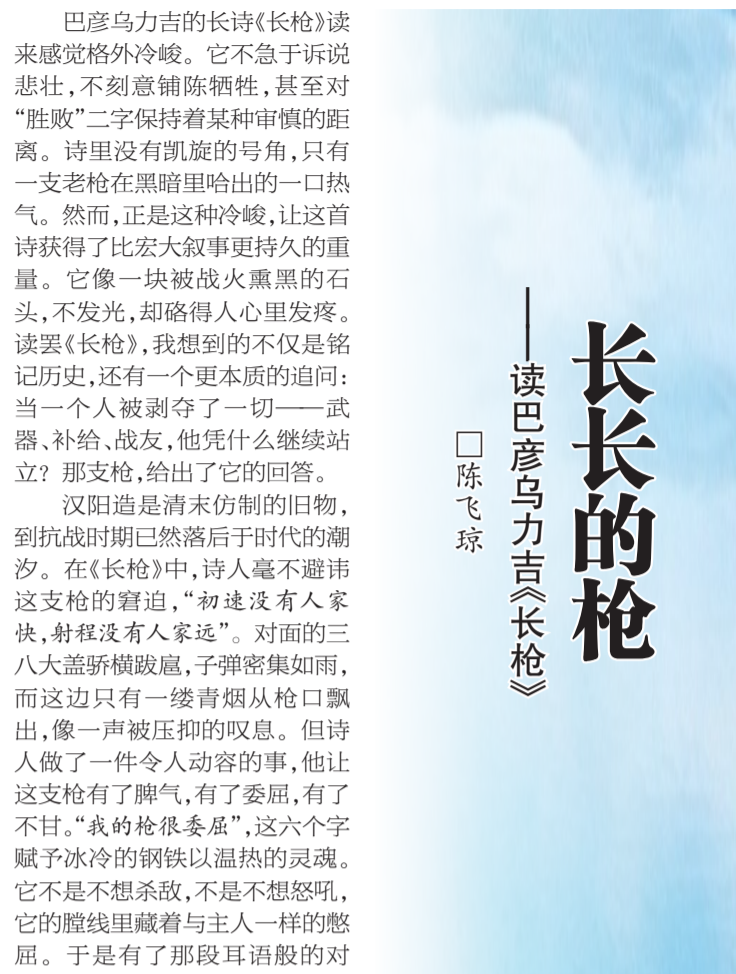 长长的枪
——读巴彦乌力吉《长枪》
□陈飞琼
巴彦乌力吉的长诗《长枪》读
来感觉格外冷峻。它不急于诉说
悲壮,不刻意铺陈牺牲,甚至对
“胜败”二字保持着某种审慎的距
离。诗里没有凯旋的号角,只有
一支老枪在黑暗里哈出的一口热
气。然而,正是这种冷峻,让这首
诗获得了比宏大叙事更持久的重
量。它像一块被战火熏黑的石
头,不发光,却硌得人心里发疼。
读罢《长枪》,我想到的不仅是铭
记历史,还有一个更本质的追问:
当一个人被剥夺了一切——武
器、补给、战友,他凭什么继续站
立?那支枪,给出了它的回答。
汉阳造是清末仿制的旧物,
到抗战时期已然落后于时代的潮
汐。在《长枪》中,诗人毫不避讳
这支枪的窘迫,“初速没有人家
快,射程没有人家远”。对面的三
八大盖骄横跋扈,子弹密集如雨,
而这边只有一缕青烟从枪口飘
出,像一声被压抑的叹息。但诗
人做了一件令人动容的事,他让
这支枪有了脾气,有了委屈,有了
不甘。“我的枪很委屈”,这六个字
赋予冰冷的钢铁以温热的灵魂。
它不是不想杀敌,不是不想怒吼,
它的膛线里藏着与主人一样的憋
屈。于是有了那段耳语般的对